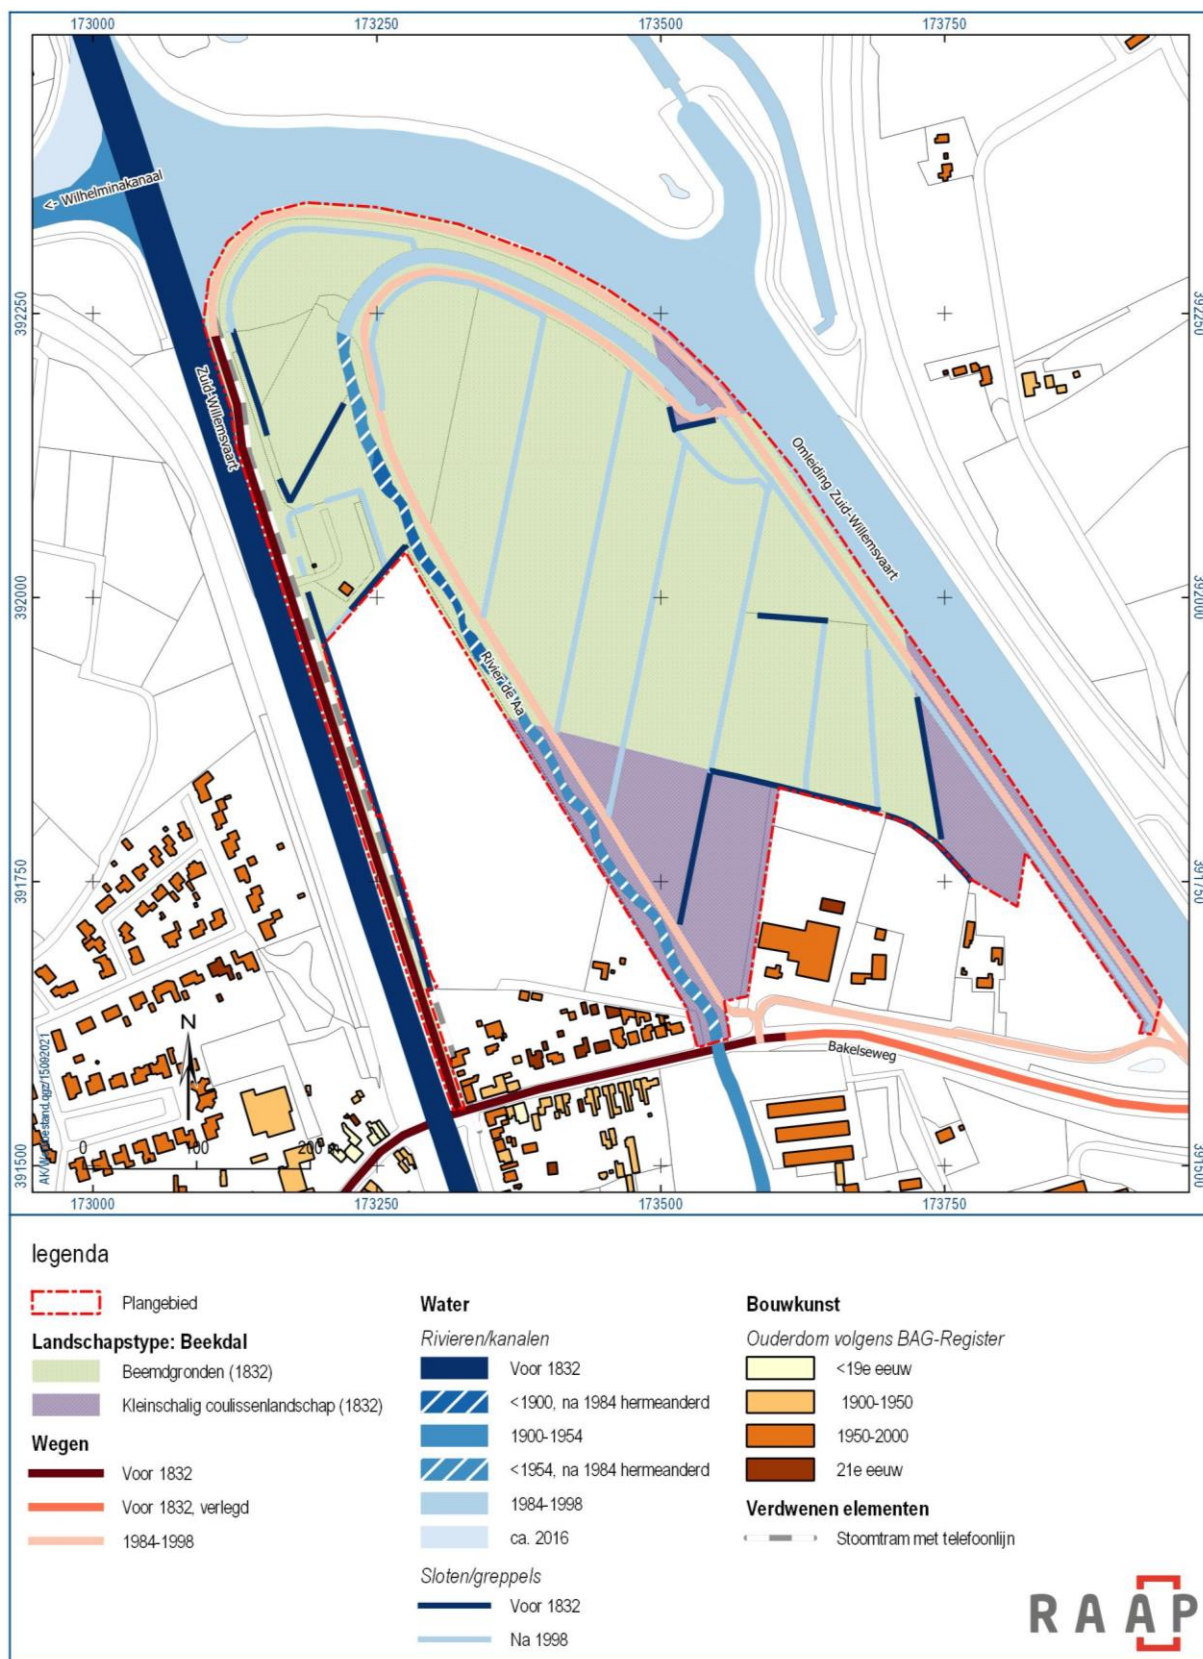 173000
173250
173500
173750
392250
392250
392000
392000
391750
391750
391500
391500
<- Wilhelminakanaal
Zuid-Willemsvaart
Omleiding Zuid-Willemsvaart
Rivier de Aa
Bakelseweg
N
0
100
200
173000
173250
173500
173750
legenda
Plangebied
Landschapstype: Beekdal
Beemdgronden (1832)
Kleinschalig coulissenlandschap (1832)
Wegen
Voor 1832
Voor 1832, verlegd
1984-1998
Water
Rivieren/kanalen
Voor 1832
<1900, na 1984 hermeanderd
1900-1954
<1954, na 1984 hermeanderd
1984-1998
ca. 2016
Sloten/greppels
Voor 1832
Na 1998
Bouwkunst
Ouderdom volgens BAG-Register
<19e eeuw
1900-1950
1950-2000
21e eeuw
Verdwenen elementen
Stoomtram met telefoonlijn
RAAP